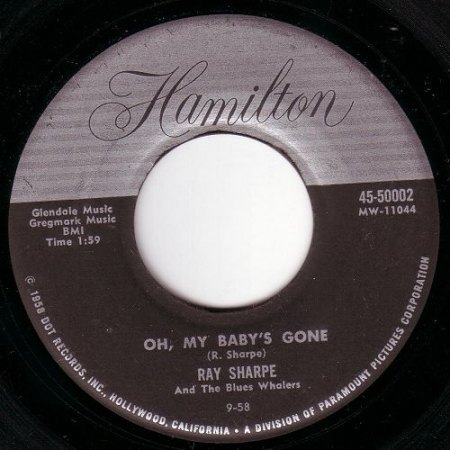 Hamilton
45-50002
MW-11044
Glendale Music
Gregmark Music
BMI
Time 1:59
OH, MY BABY'S GONE
(R. Sharpe)
RAY SHARPE
And The Blues Whalers
9-58
© 1958 DOT RECORDS, INC., HOLLYWOOD, CALIFORNIA • A DIVISION OF PARAMOUNT PICTURES CORPORATION